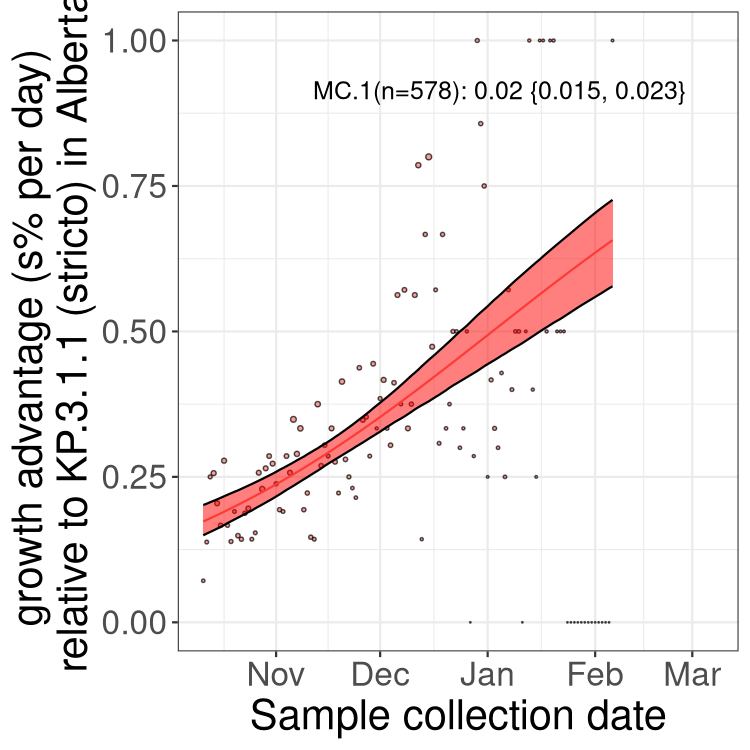 growth advantage (s% per day)
relative to KP.3.1.1 (stricto) in Alberta
1.00
0.75
0.50
0.25
0.00
MC.1(n=578): 0.02 {0.015, 0.023}
Nov Dec Jan Feb Mar
Sample collection date